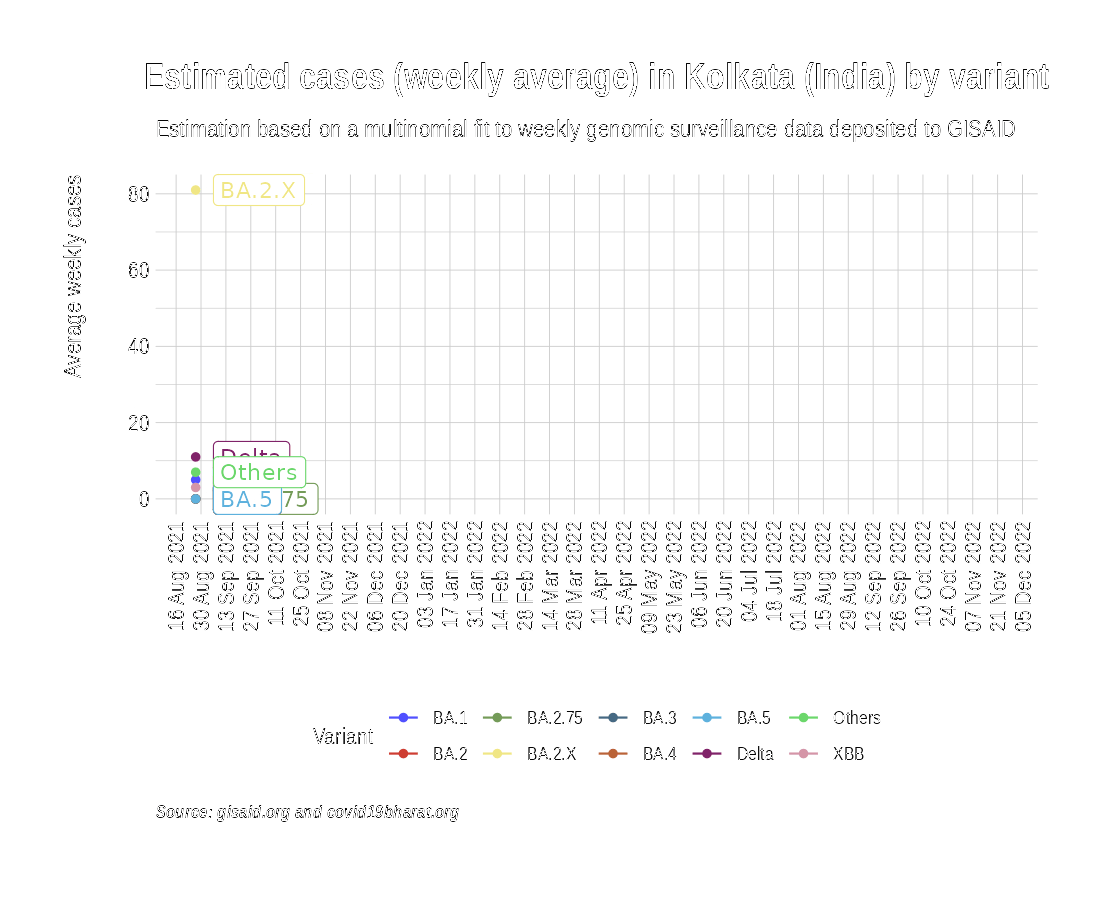 Estimated cases (weekly average) in Kolkata (India) by variant
Estimation based on a multinomial fit to weekly genomic surveillance data deposited to GISAID
Average weekly cases
80
60
40
20
0
BA.2.X
Delta
Others
BA.5
75
16 Aug 2021
30 Aug 2021
13 Sep 2021
27 Sep 2021
11 Oct 2021
25 Oct 2021
08 Nov 2021
22 Nov 2021
06 Dec 2021
20 Dec 2021
03 Jan 2022
17 Jan 2022
31 Jan 2022
14 Feb 2022
28 Feb 2022
14 Mar 2022
28 Mar 2022
11 Apr 2022
25 Apr 2022
09 May 2022
23 May 2022
06 Jun 2022
20 Jun 2022
04 Jul 2022
18 Jul 2022
01 Aug 2022
15 Aug 2022
29 Aug 2022
12 Sep 2022
26 Sep 2022
10 Oct 2022
24 Oct 2022
07 Nov 2022
21 Nov 2022
05 Dec 2022
Variant
BA.1 BA.2.75 BA.3 BA.5 Others
BA.2 BA.2.X BA.4 Delta XBB
Source: gisaid.org and covid19bharat.org